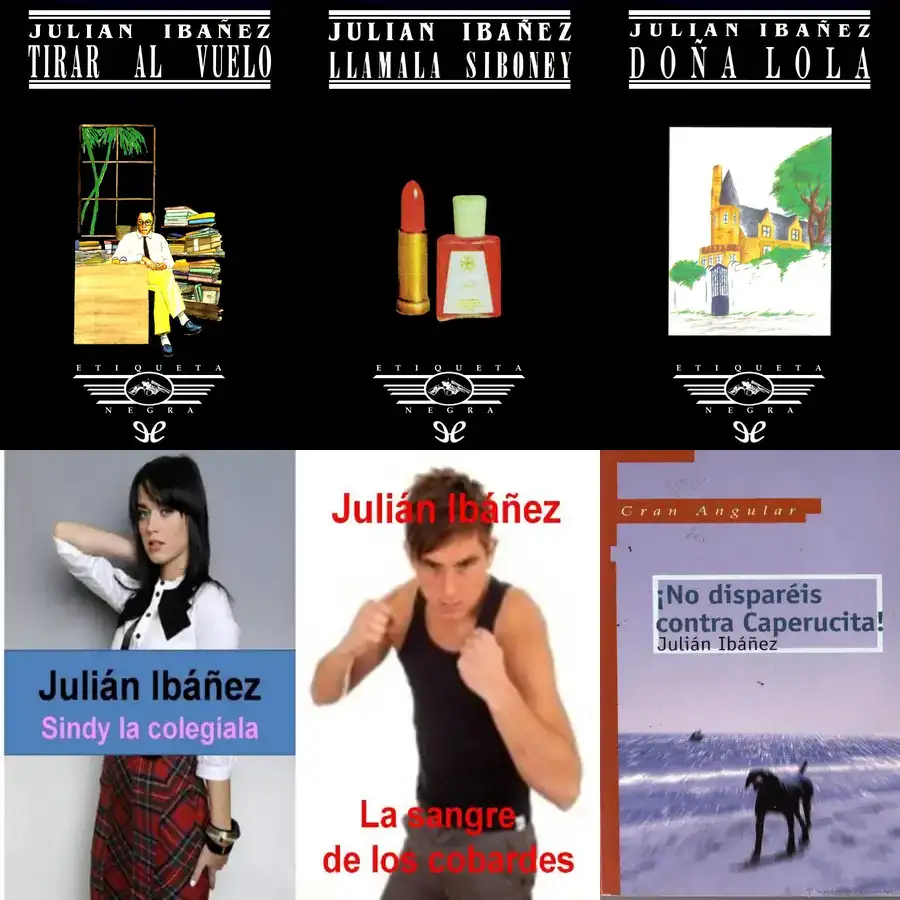 JULIAN IBAÑEZ
TIRAR AL VUELO
ETIQUETA
NEGRA
JULIAN IBAÑEZ
LLAMALA SIBONEY
ETIQUETA
NEGRA
JULIAN IBAÑEZ
DOÑA LOLA
ETIQUETA
NEGRA
Julián Ibáñez
Sindy la colegiala
Julián Ibáñez
La sangre
de los cobardes
Gran Angular
¡No disparéis
contra Caperucita!
Julián Ibáñez